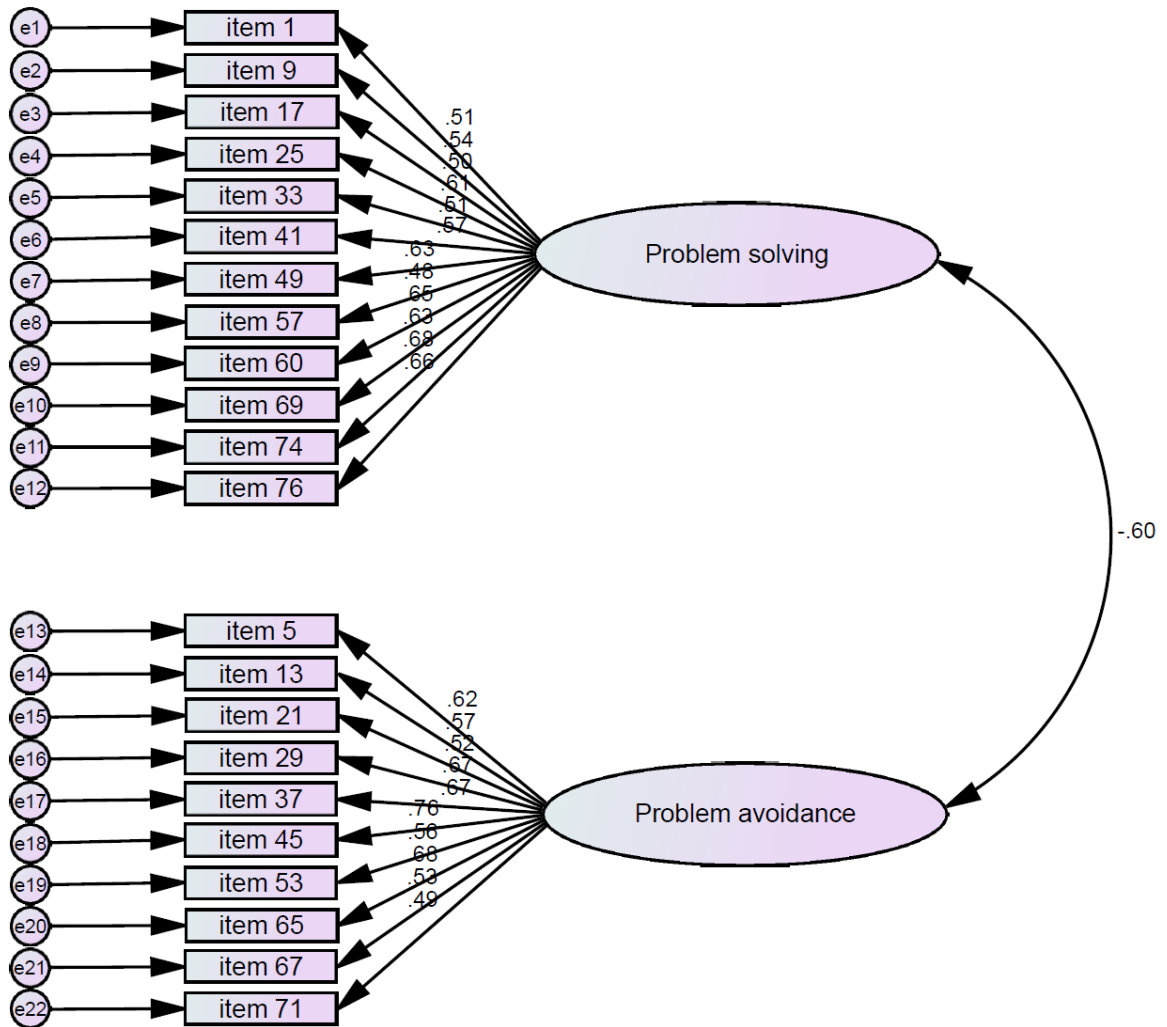 e1 item 1
e2 item 9
e3 item 17
e4 item 25
e5 item 33
e6 item 41
e7 item 49
e8 item 57
e9 item 60
e10 item 69
e11 item 74
e12 item 76
.51
.54
.50
.61
.51
.57
.63
.48
.65
.63
.68
.66
Problem solving
-.60
e13 item 5
e14 item 13
e15 item 21
e16 item 29
e17 item 37
e18 item 45
e19 item 53
e20 item 65
e21 item 67
e22 item 71
.62
.57
.52
.67
.67
.76
.56
.68
.53
.49
Problem avoidance